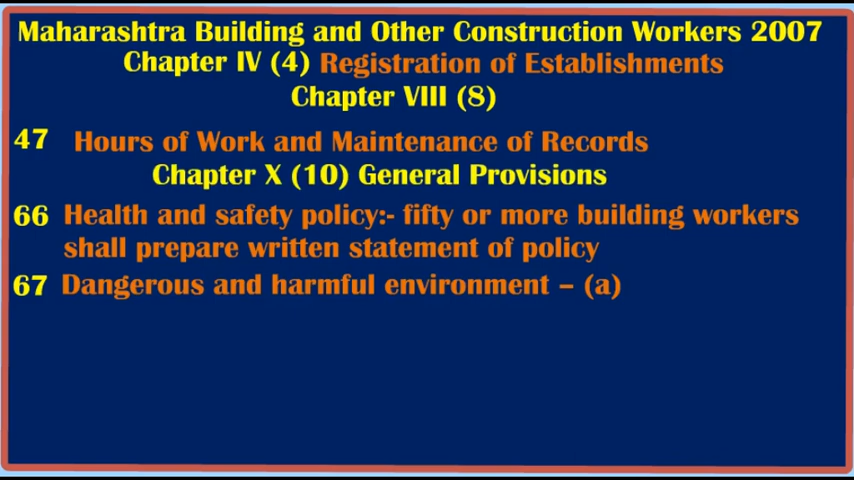 Maharashtra Building and Other Construction Workers 2007
Chapter IV (4) Registration of Establishments
Chapter VIII (8)
47 Hours of Work and Maintenance of Records
Chapter X (10) General Provisions
66 Health and safety policy:- fifty or more building workers
shall prepare written statement of policy
67 Dangerous and harmful environment – (a)